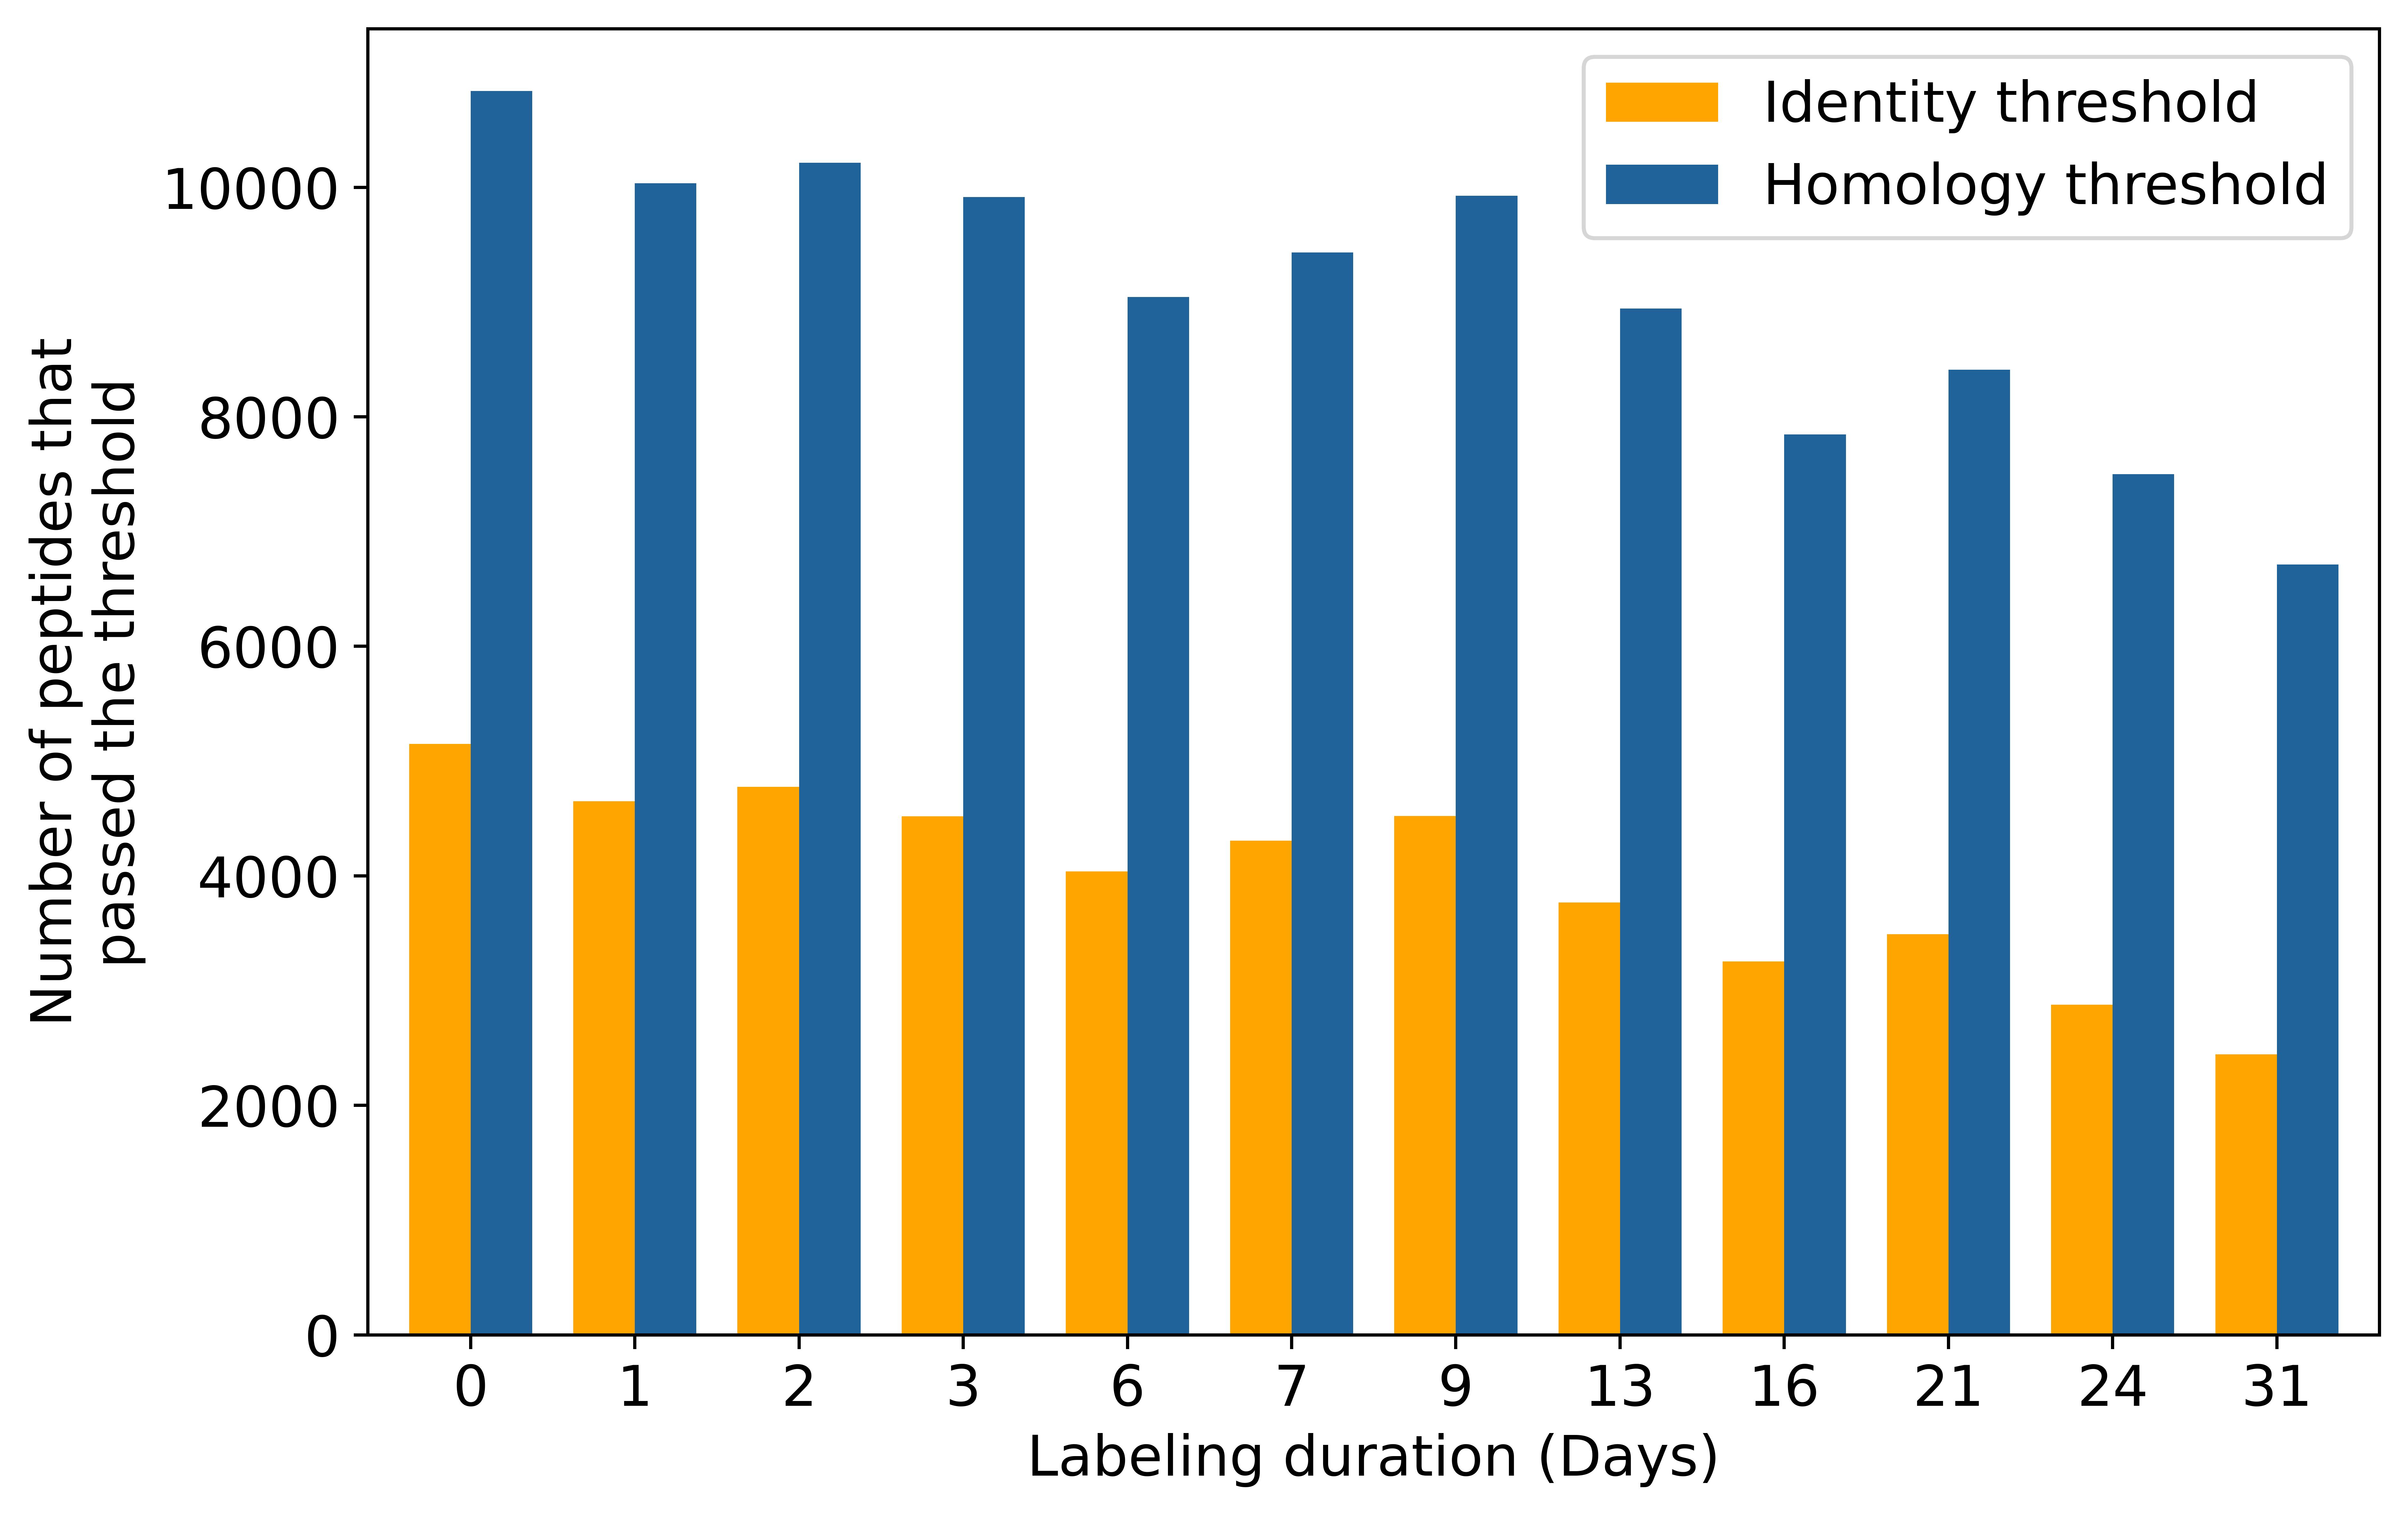 Number of peptides that
passed the threshold
10000
8000
6000
4000
2000
0
Identity threshold
Homology threshold
0 1 2 3 6 7 9 13 16 21 24 31
Labeling duration (Days)